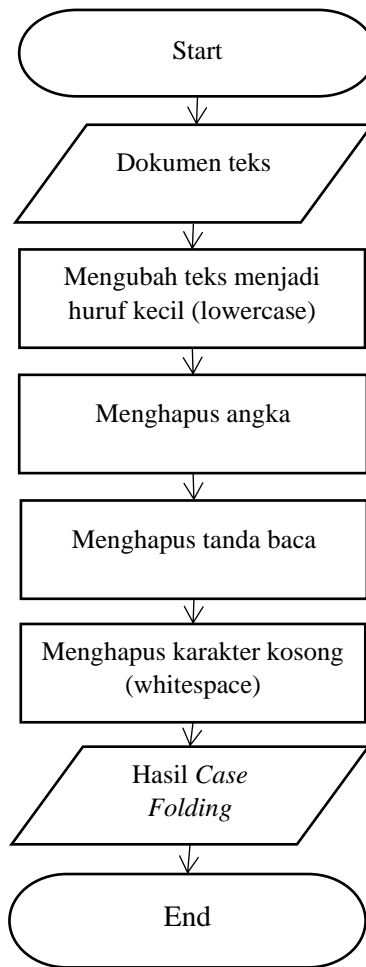 Start
Dokumen teks
Mengubah teks menjadi
huruf kecil (lowercase)
Menghapus angka
Menghapus tanda baca
Menghapus karakter kosong
(whitespace)
Hasil Case
Folding
End